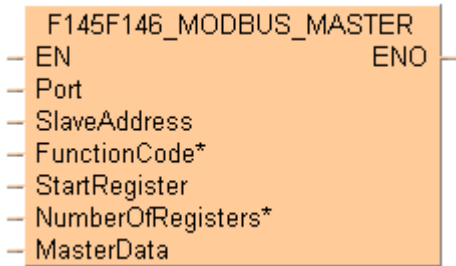 F145F146_MODBUS_MASTER
EN ENO
Port
SlaveAddress
FunctionCode*
StartRegister
NumberOfRegisters*
MasterData